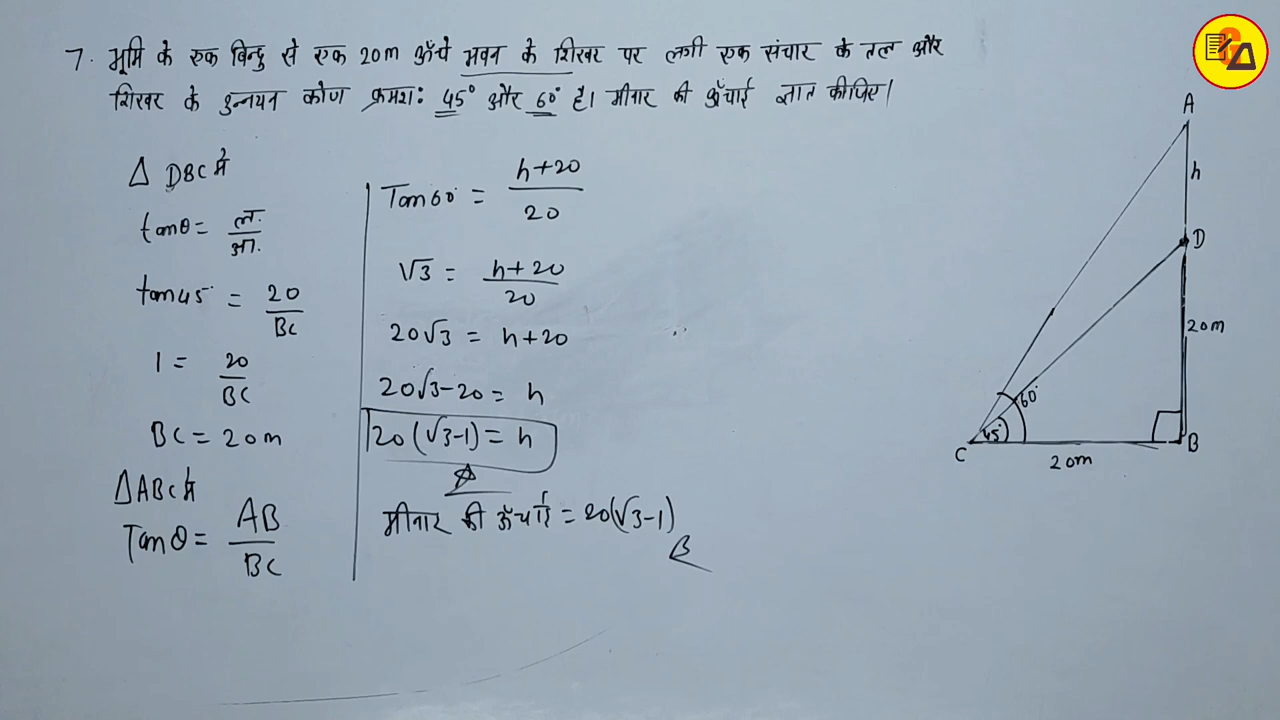 7. भूमि के एक बिन्दु से एक 20m ऊँचे भवन के शिखर पर लगी एक संचार के तल और
शिखर के उन्नयन कोण क्रमश: 45° और 60° है। मीनार की ऊँचाई ज्ञात कीजिए।
Δ DBC में
tanθ = ल./आ.
tan45° = 20/BC
1 = 20/BC
BC = 20m
ΔABC में
Tanθ = AB/BC
Tan60° = h+20/20
√3 = h+20/20
20√3 = h+20
20√3-20 = h
20(√3-1) = h
मीनार की ऊँचाई = 20(√3-1)
A
h
D
20m
60°
45°
C
B
20m